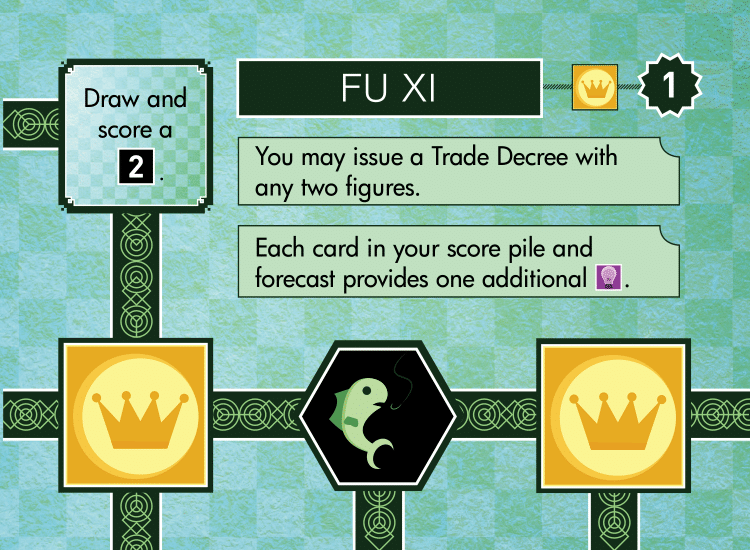 FU XI
1
Draw and
score a
2 .
You may issue a Trade Decree with
any two figures.
Each card in your score pile and
forecast provides one additional .